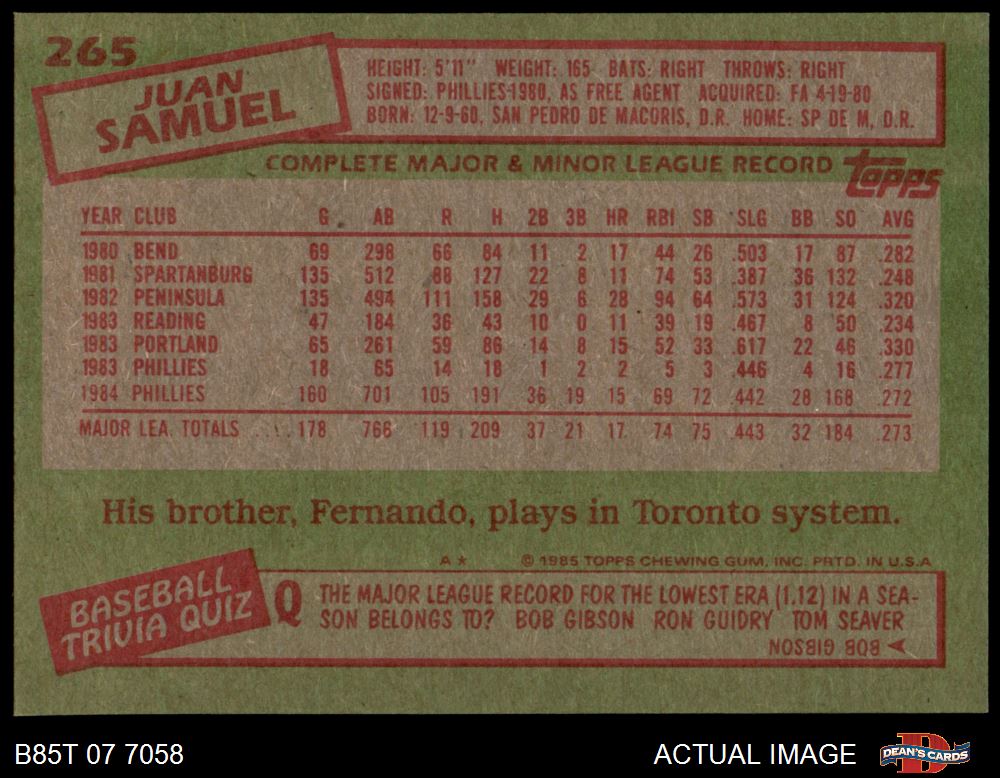 265
JUAN
SAMUEL
HEIGHT: 5'11" WEIGHT: 165 BATS: RIGHT THROWS: RIGHT
SIGNED: PHILLIES-1980, AS FREE AGENT ACQUIRED: FA 4-19-80
BORN: 12-9-60, SAN PEDRO DE MACORIS, D.R. HOME: SP DE M, D.R.
COMPLETE MAJOR & MINOR LEAGUE RECORD
topps
YEAR CLUB G AB R H 2B 3B HR RBI SB SLG BB SO AVG
1980 BEND 69 298 66 84 11 2 17 44 26 .503 17 87 .282
1981 SPARTANBURG 135 512 88 127 22 8 11 74 53 .387 36 132 .248
1982 PENINSULA 135 494 111 158 29 6 28 94 64 .573 31 124 .320
1983 READING 47 184 36 43 10 0 11 39 19 .467 8 50 .234
1983 PORTLAND 65 261 59 86 14 8 15 52 33 .617 22 46 .330
1983 PHILLIES 18 65 14 18 1 2 2 5 3 .446 4 16 .277
1984 PHILLIES 160 701 105 191 36 19 15 69 72 .442 28 168 .272
MAJOR LEA. TOTALS .... 178 766 119 209 37 21 17 74 75 .443 32 184 .273
His brother, Fernando, plays in Toronto system.
A* © 1985 TOPPS CHEWING GUM, INC. PRTD. IN U.S.A
BASEBALL
TRIVIA QUIZ
Q THE MAJOR LEAGUE RECORD FOR THE LOWEST ERA (1.12) IN A SEA-
SON BELONGS TO? BOB GIBSON RON GUIDRY TOM SEAVER
BOB GIBSON
B85T 07 7058
ACTUAL IMAGE
D
DEAN'S CARDS